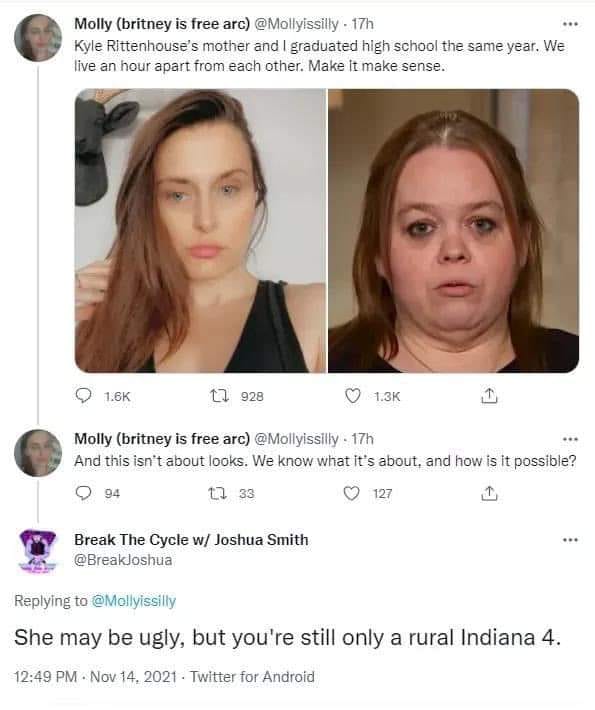 Molly (britney is free arc) @Mollyissilly · 17h
Kyle Rittenhouse's mother and I graduated high school the same year. We
live an hour apart from each other. Make it make sense.
1.6K 928 1.3K
Molly (britney is free arc) @Mollyissilly · 17h
And this isn't about looks. We know what it's about, and how is it possible?
94 33 127
Break The Cycle w/ Joshua Smith
@BreakJoshua
Replying to @Mollyissilly
She may be ugly, but you're still only a rural Indiana 4.
12:49 PM · Nov 14, 2021 · Twitter for Android